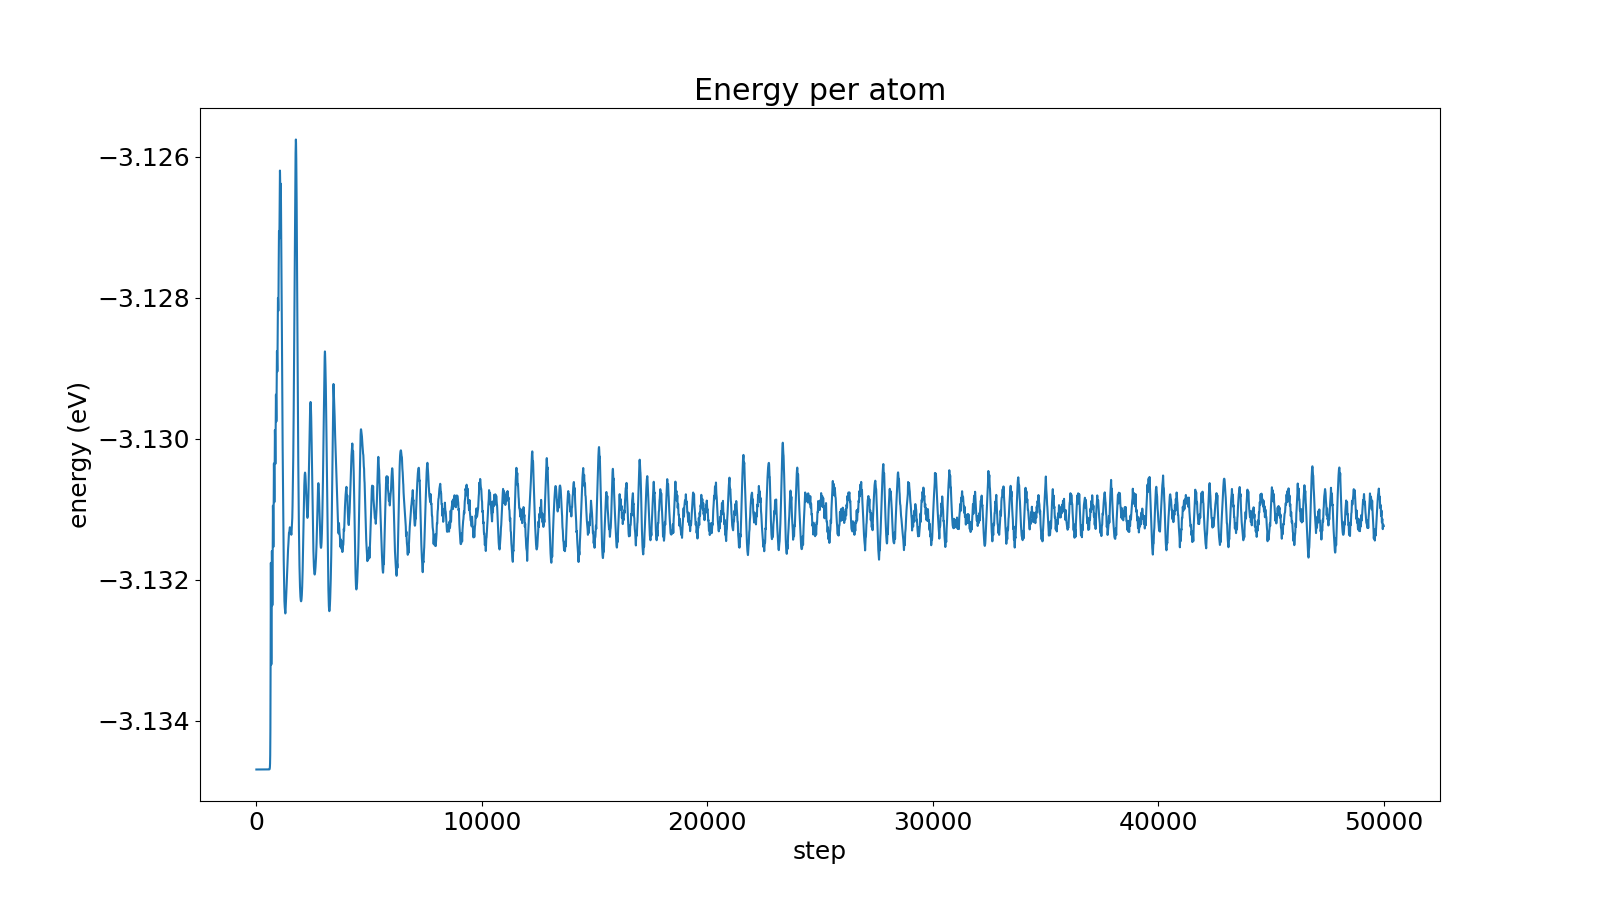 Energy per atom
−3.126
−3.128
−3.130
−3.132
−3.134
energy (eV)
0 10000 20000 30000 40000 50000
step